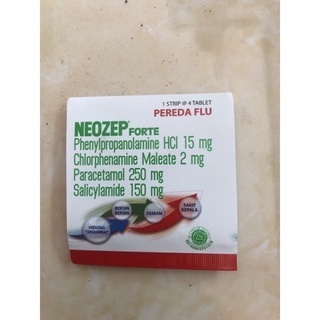 1 STRIP @ 4 TABLET
PEREDA FLU
NEOZEP FORTE
Phenylpropanolamine HCl 15 mg
Chlorphenamine Maleate 2 mg
Paracetamol 250 mg
Salicylamide 150 mg
HIDUNG TERSUMBAT
BERSIN BERSIN
DEMAM
SAKIT KEPALA